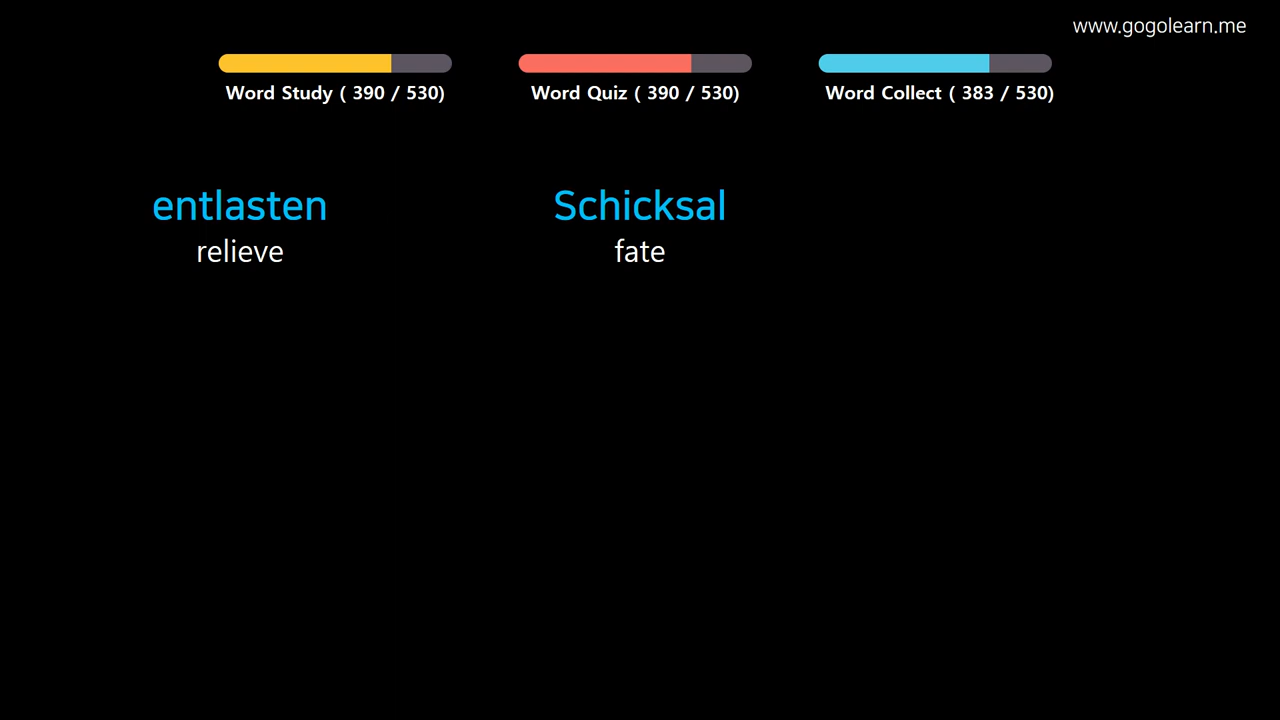 www.gogolearn.me
Word Study ( 390 / 530)
Word Quiz ( 390 / 530)
Word Collect ( 383 / 530)
entlasten
relieve
Schicksal
fate